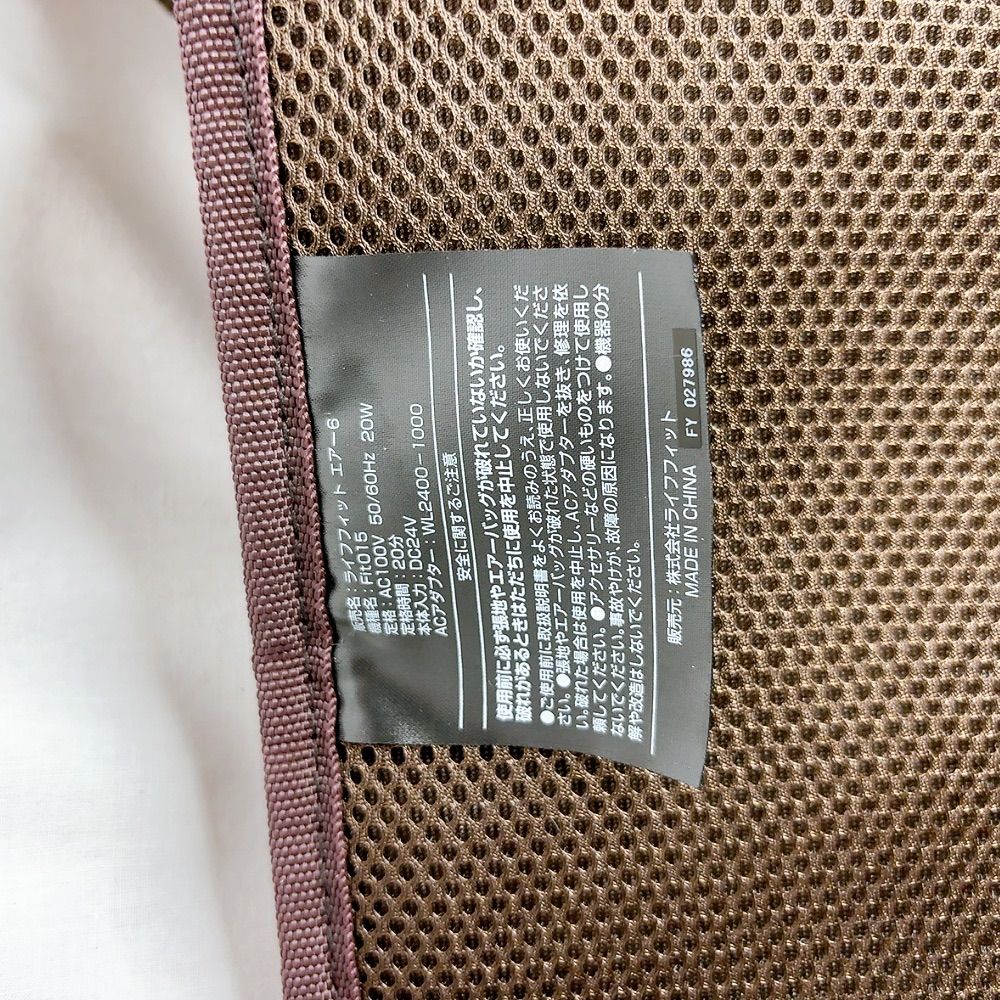 販売名：ライフフィット エアー6
機種名：Fit015
定格：AC100V 50/60Hz 20W
定格時間：20分
本体入力：DC24V
ACアダプター：WL2400-1000
安全に関するご注意
使用前に必ず張地やエアーバッグが破れていないか確認し、
破れがあるときはただちに使用を中止してください。
●ご使用前に取扱説明書をよくお読みのうえ、正しくお使いくだ
さい。●張地やエアーバッグが破れた状態で使用しないでくださ
い。破れた場合は使用を中止し、ACアダプターを抜き、修理を依
頼してください。●アクセサリーなどの硬いものをつけて使用し
ないでください。事故やけが、故障の原因になります。●機器の分
解や改造はしないでください。
販売元：株式会社ライフフィット
MADE IN CHINA FY 027986